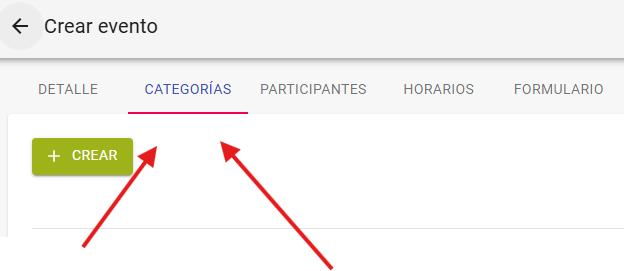 Crear evento
DETALLE CATEGORÍAS PARTICIPANTES HORARIOS FORMULARIO
+ CREAR